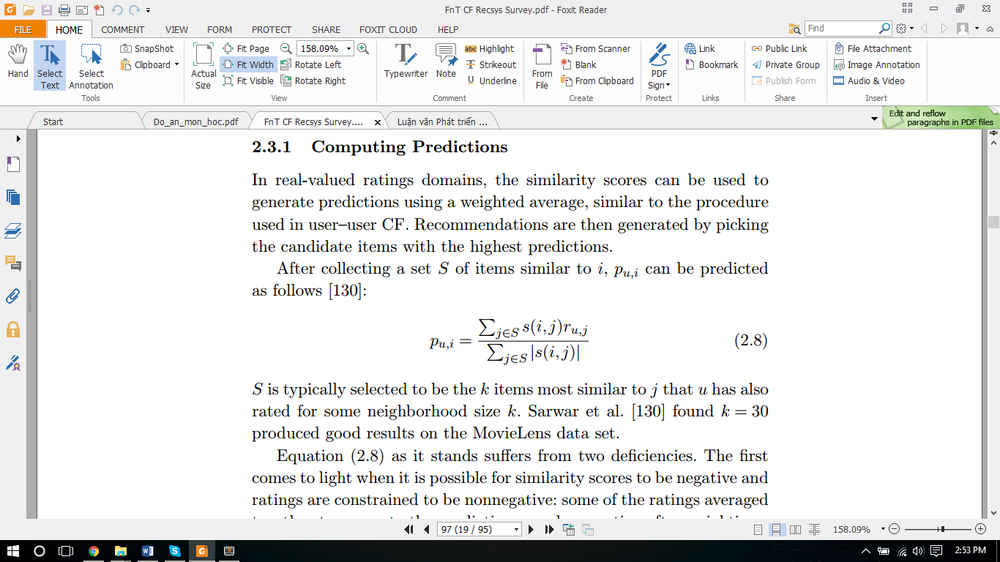 FnT CF Recsys Survey.pdf - Foxit Reader
FILE HOME COMMENT VIEW FORM PROTECT SHARE FOXIT CLOUD HELP Find
Hand
Select Text
Select Annotation
SnapShot
Clipboard
Tools
Actual Size
Fit Page
Fit Width
Fit Visible
158.09%
Rotate Left
Rotate Right
View
Typewriter
Note
abc Highlight
Strikeout
U Underline
Comment
From File
From Scanner
Blank
From Clipboard
Create
PDF Sign
Protect
Link
Bookmark
Links
Public Link
Private Group
Publish Form
Share
File Attachment
Image Annotation
Audio & Video
Insert
Start Do_an_mon_hoc.pdf FnT CF Recsys Survey.... Luận văn Phát triển ...
Edit and reflow
paragraphs in PDF files
2.3.1 Computing Predictions
In real-valued ratings domains, the similarity scores can be used to
generate predictions using a weighted average, similar to the procedure
used in user–user CF. Recommendations are then generated by picking
the candidate items with the highest predictions.
After collecting a set S of items similar to i, p_{u,i} can be predicted
as follows [130]:
p_{u,i} = \frac{\sum_{j∈S} s(i,j)r_{u,j}}{\sum_{j∈S} |s(i,j)|} (2.8)
S is typically selected to be the k items most similar to j that u has also
rated for some neighborhood size k. Sarwar et al. [130] found k = 30
produced good results on the MovieLens data set.
Equation (2.8) as it stands suffers from two deficiencies. The first
comes to light when it is possible for similarity scores to be negative and
ratings are constrained to be nonnegative: some of the ratings averaged
97 (19 / 95) 158.09%
2:53 PM